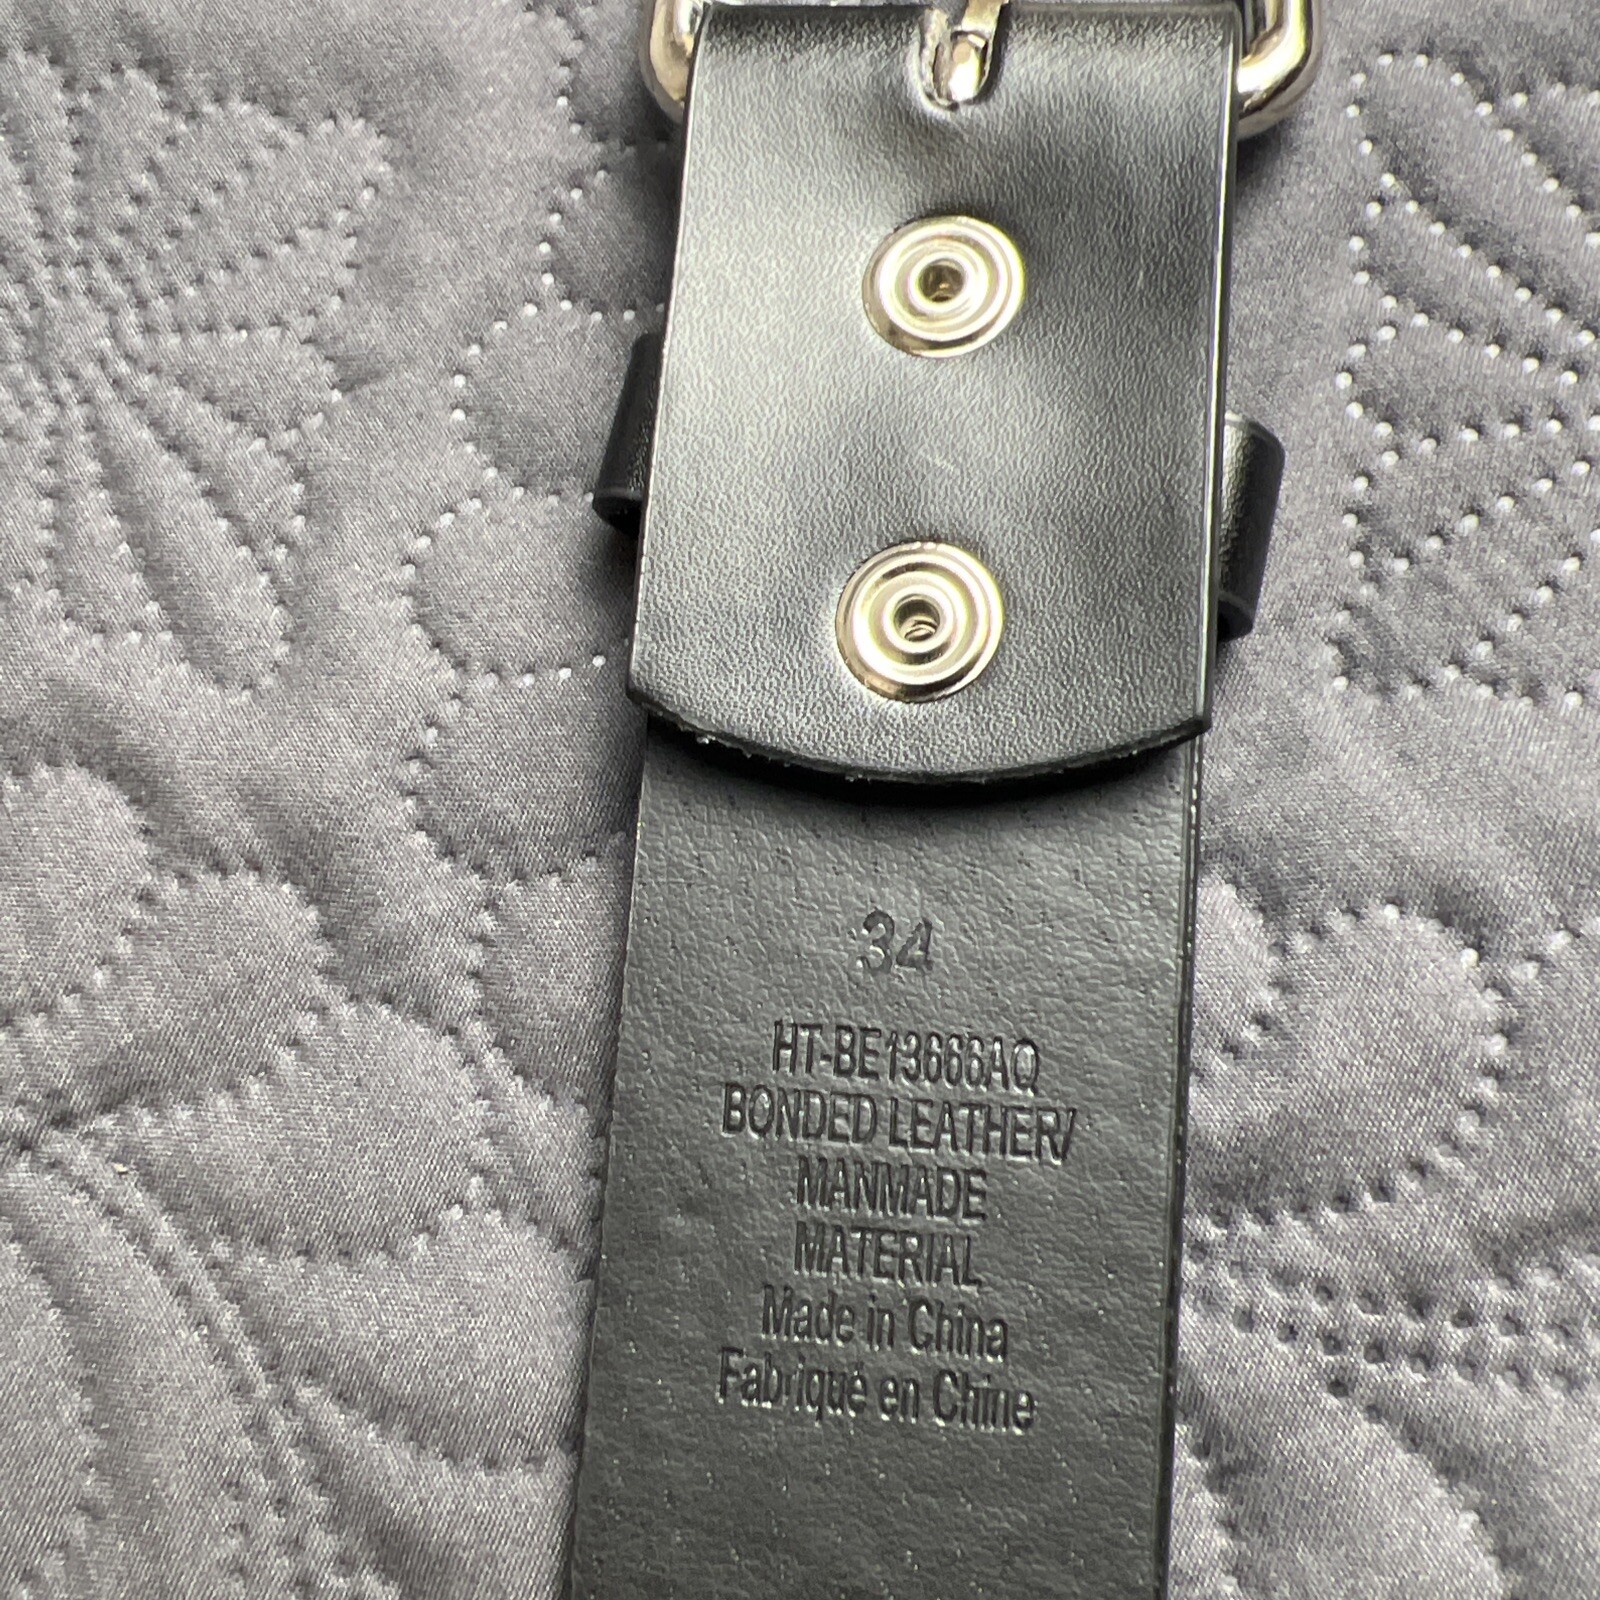 34
HT-BE13666AQ
BONDED LEATHER/
MANMADE
MATERIAL
Made in China
Fabriqué en Chine